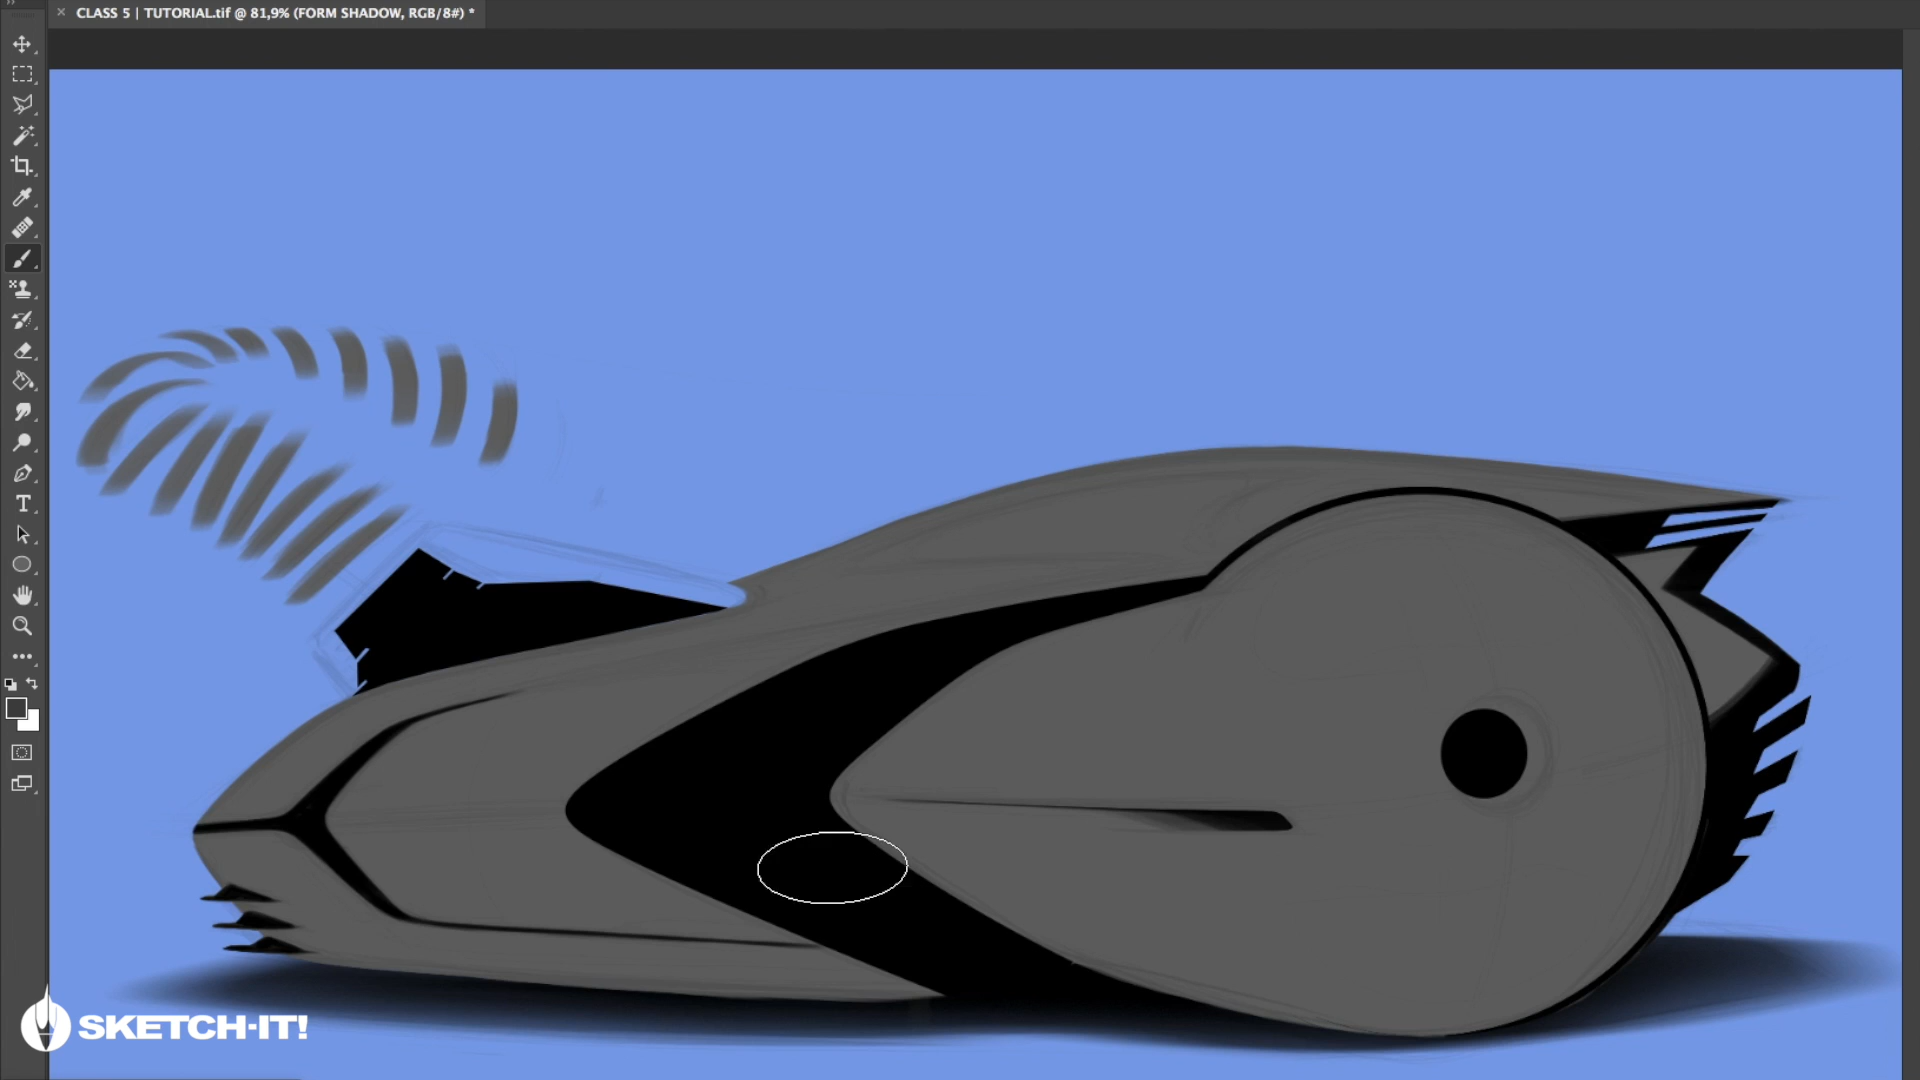 CLASS 5 | TUTORIAL.tif @ 81,9% (FORM SHADOW, RGB/8#) *
SKETCH-IT!